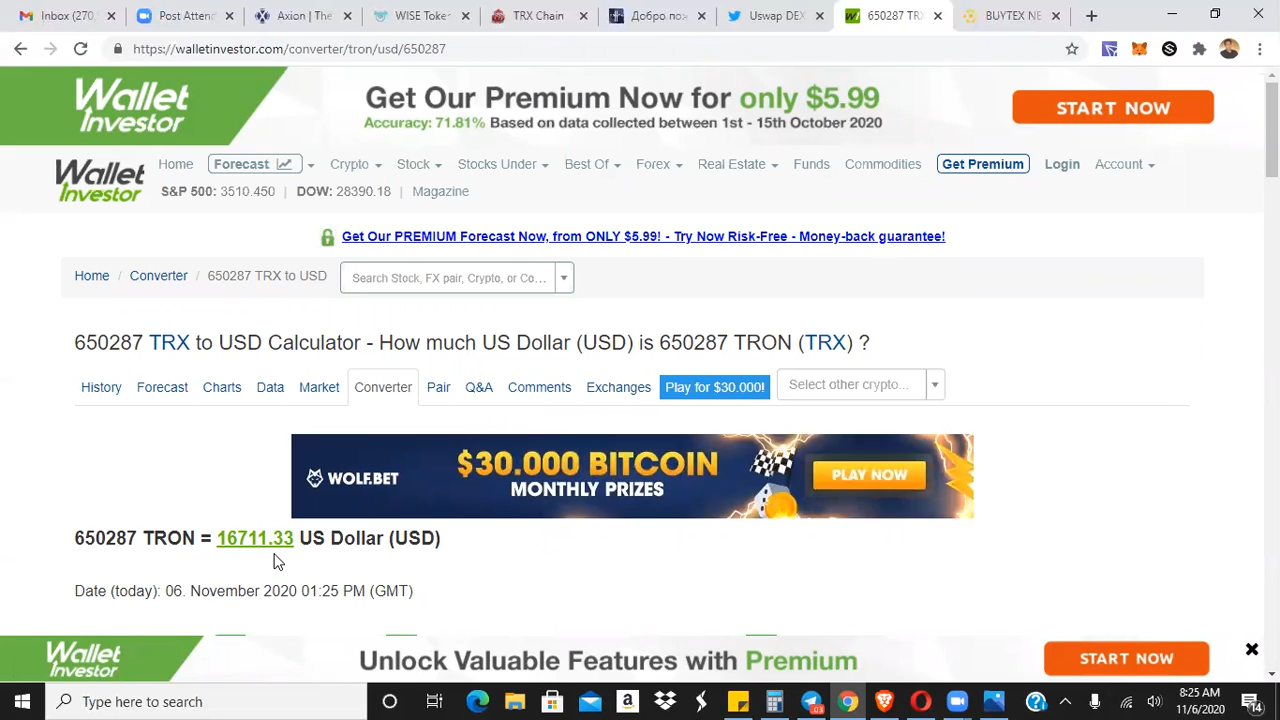 Inbox (270,
Post Attend
Axion | The
WISE Token
TRX Chain
Добро пож
Uswap DEX
650287 TRX
BUYTEX NE
https://walletinvestor.com/converter/tron/usd/650287
Wallet Investor
Get Our Premium Now for only $5.99
Accuracy: 71.81% Based on data collected between 1st - 15th October 2020
START NOW
Wallet Investor
Home Forecast Crypto Stock Stocks Under Best Of Forex Real Estate Funds Commodities Get Premium Login Account
S&P 500: 3510.450 | DOW: 28390.18 | Magazine
Get Our PREMIUM Forecast Now, from ONLY $5.99! - Try Now Risk-Free - Money-back guarantee!
Home / Converter / 650287 TRX to USD
Search Stock, FX pair, Crypto, or Co...
650287 TRX to USD Calculator - How much US Dollar (USD) is 650287 TRON (TRX) ?
History Forecast Charts Data Market Converter Pair Q&A Comments Exchanges Play for $30.000! Select other crypto...
WOLF.BET
$30.000 BITCOIN
MONTHLY PRIZES
PLAY NOW
650287 TRON = 16711.33 US Dollar (USD)
Date (today): 06. November 2020 01:25 PM (GMT)
Wallet Investor
Unlock Valuable Features with Premium
START NOW
Type here to search
8:25 AM
11/6/2020
14